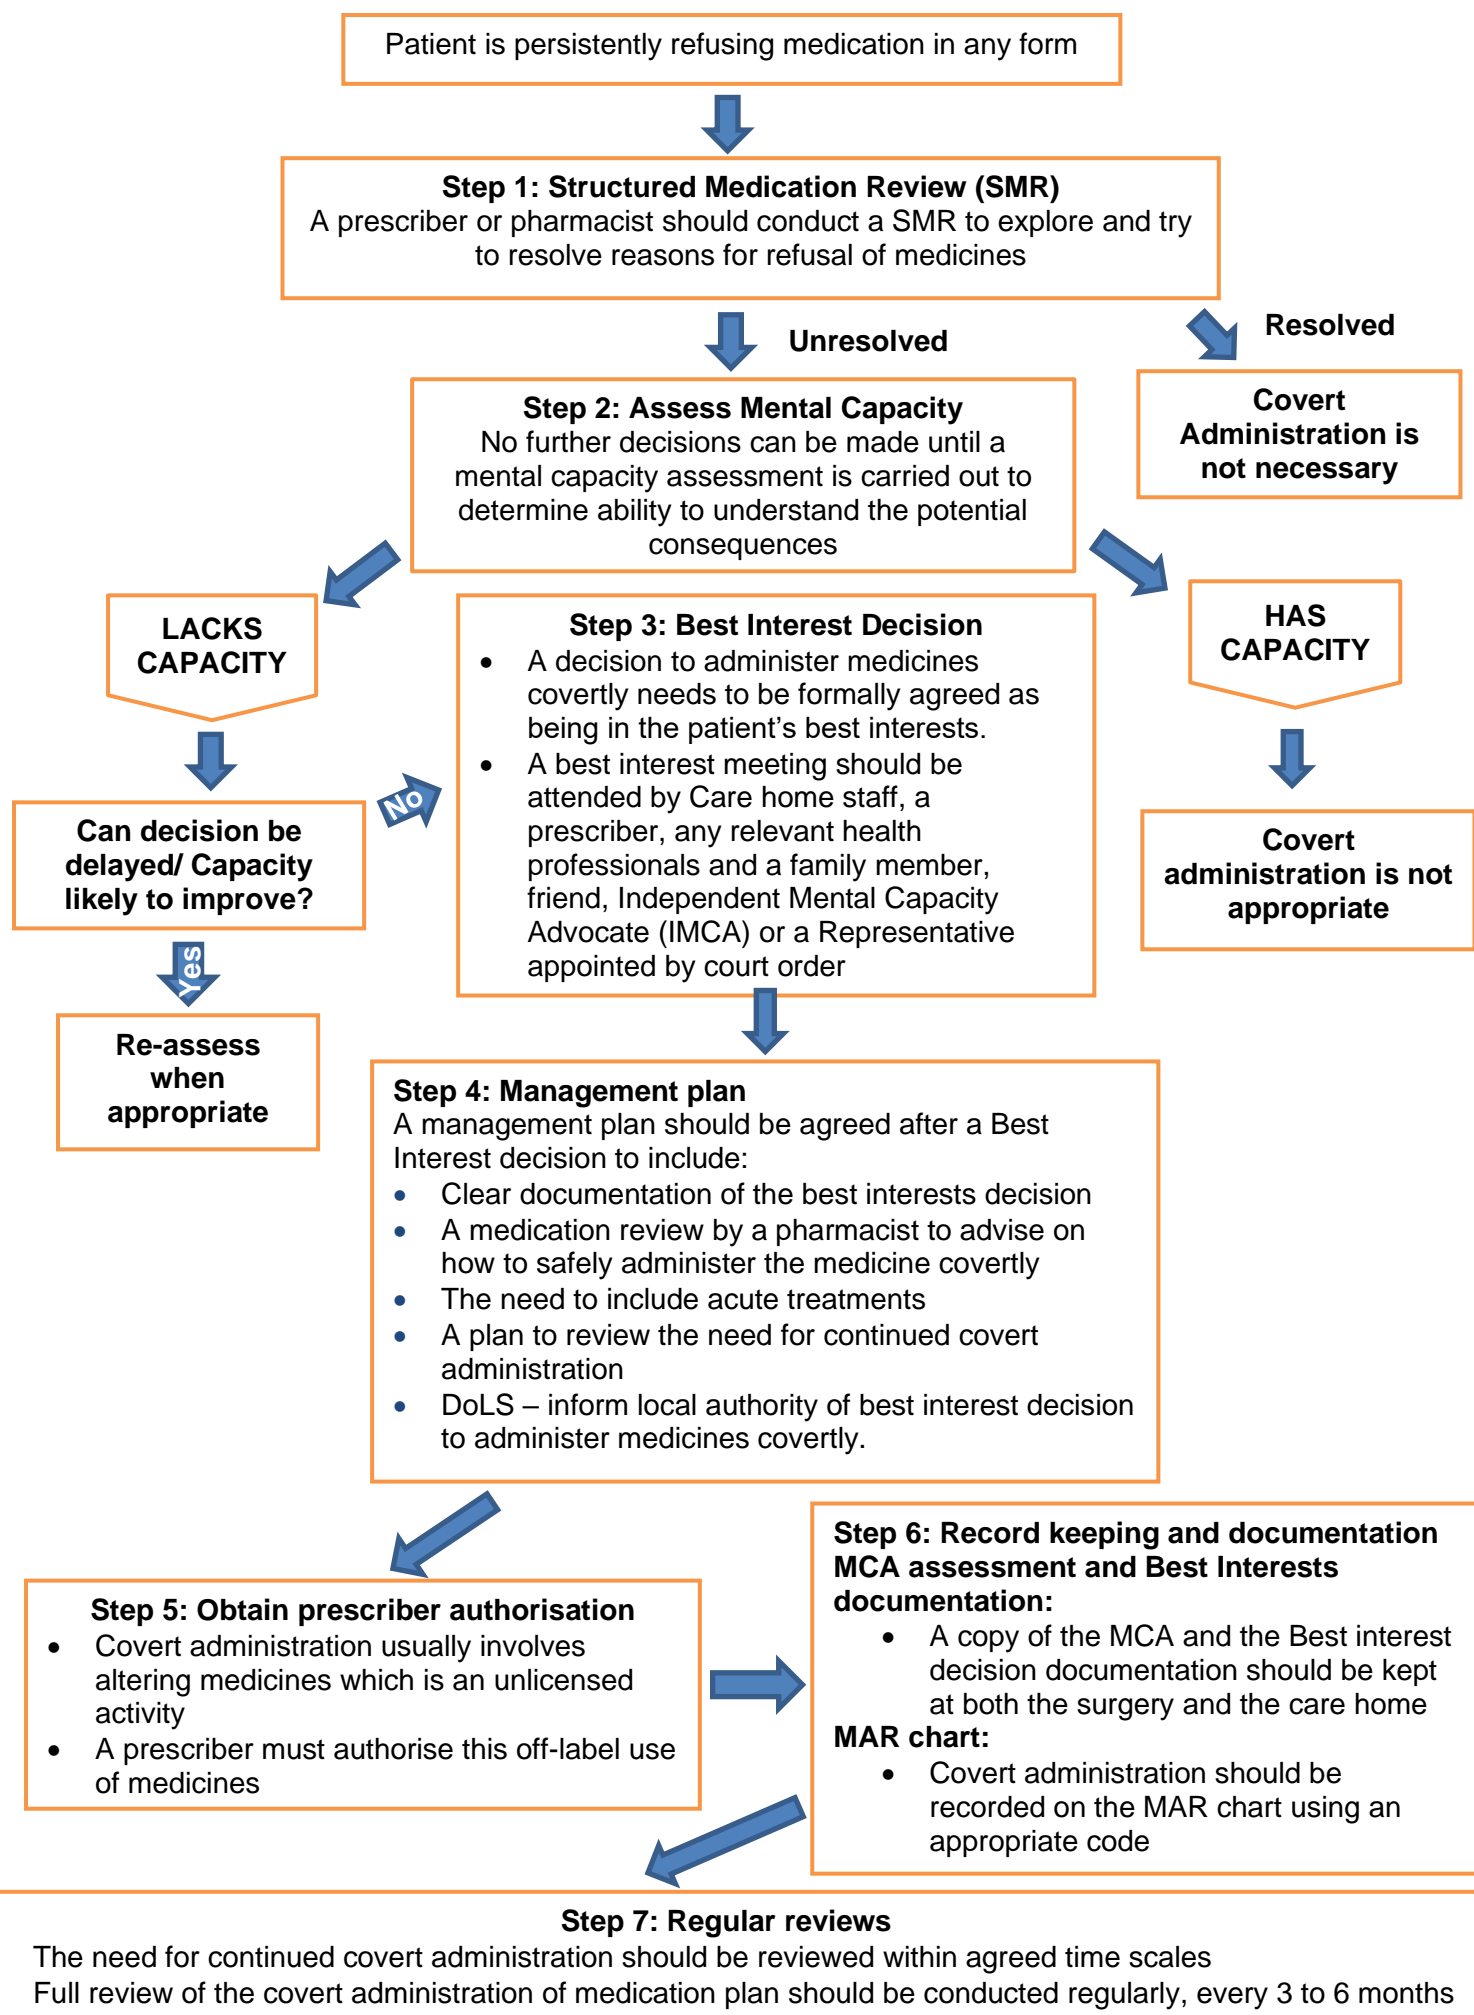 Patient is persistently refusing medication in any form
Step 1: Structured Medication Review (SMR)
A prescriber or pharmacist should conduct a SMR to explore and try
to resolve reasons for refusal of medicines
Unresolved
Resolved
Covert
Administration is
not necessary
Step 2: Assess Mental Capacity
No further decisions can be made until a
mental capacity assessment is carried out to
determine ability to understand the potential
consequences
LACKS
CAPACITY
HAS
CAPACITY
Can decision be
delayed/ Capacity
likely to improve?
No
Yes
Re-assess
when
appropriate
Step 3: Best Interest Decision
• A decision to administer medicines
covertly needs to be formally agreed as
being in the patient’s best interests.
• A best interest meeting should be
attended by Care home staff, a
prescriber, any relevant health
professionals and a family member,
friend, Independent Mental Capacity
Advocate (IMCA) or a Representative
appointed by court order
Covert
administration is not
appropriate
Step 4: Management plan
A management plan should be agreed after a Best
Interest decision to include:
• Clear documentation of the best interests decision
• A medication review by a pharmacist to advise on
how to safely administer the medicine covertly
• The need to include acute treatments
• A plan to review the need for continued covert
administration
• DoLS – inform local authority of best interest decision
to administer medicines covertly.
Step 5: Obtain prescriber authorisation
• Covert administration usually involves
altering medicines which is an unlicensed
activity
• A prescriber must authorise this off-label use
of medicines
Step 6: Record keeping and documentation
MCA assessment and Best Interests
documentation:
• A copy of the MCA and the Best interest
decision documentation should be kept
at both the surgery and the care home
MAR chart:
• Covert administration should be
recorded on the MAR chart using an
appropriate code
Step 7: Regular reviews
The need for continued covert administration should be reviewed within agreed time scales
Full review of the covert administration of medication plan should be conducted regularly, every 3 to 6 months